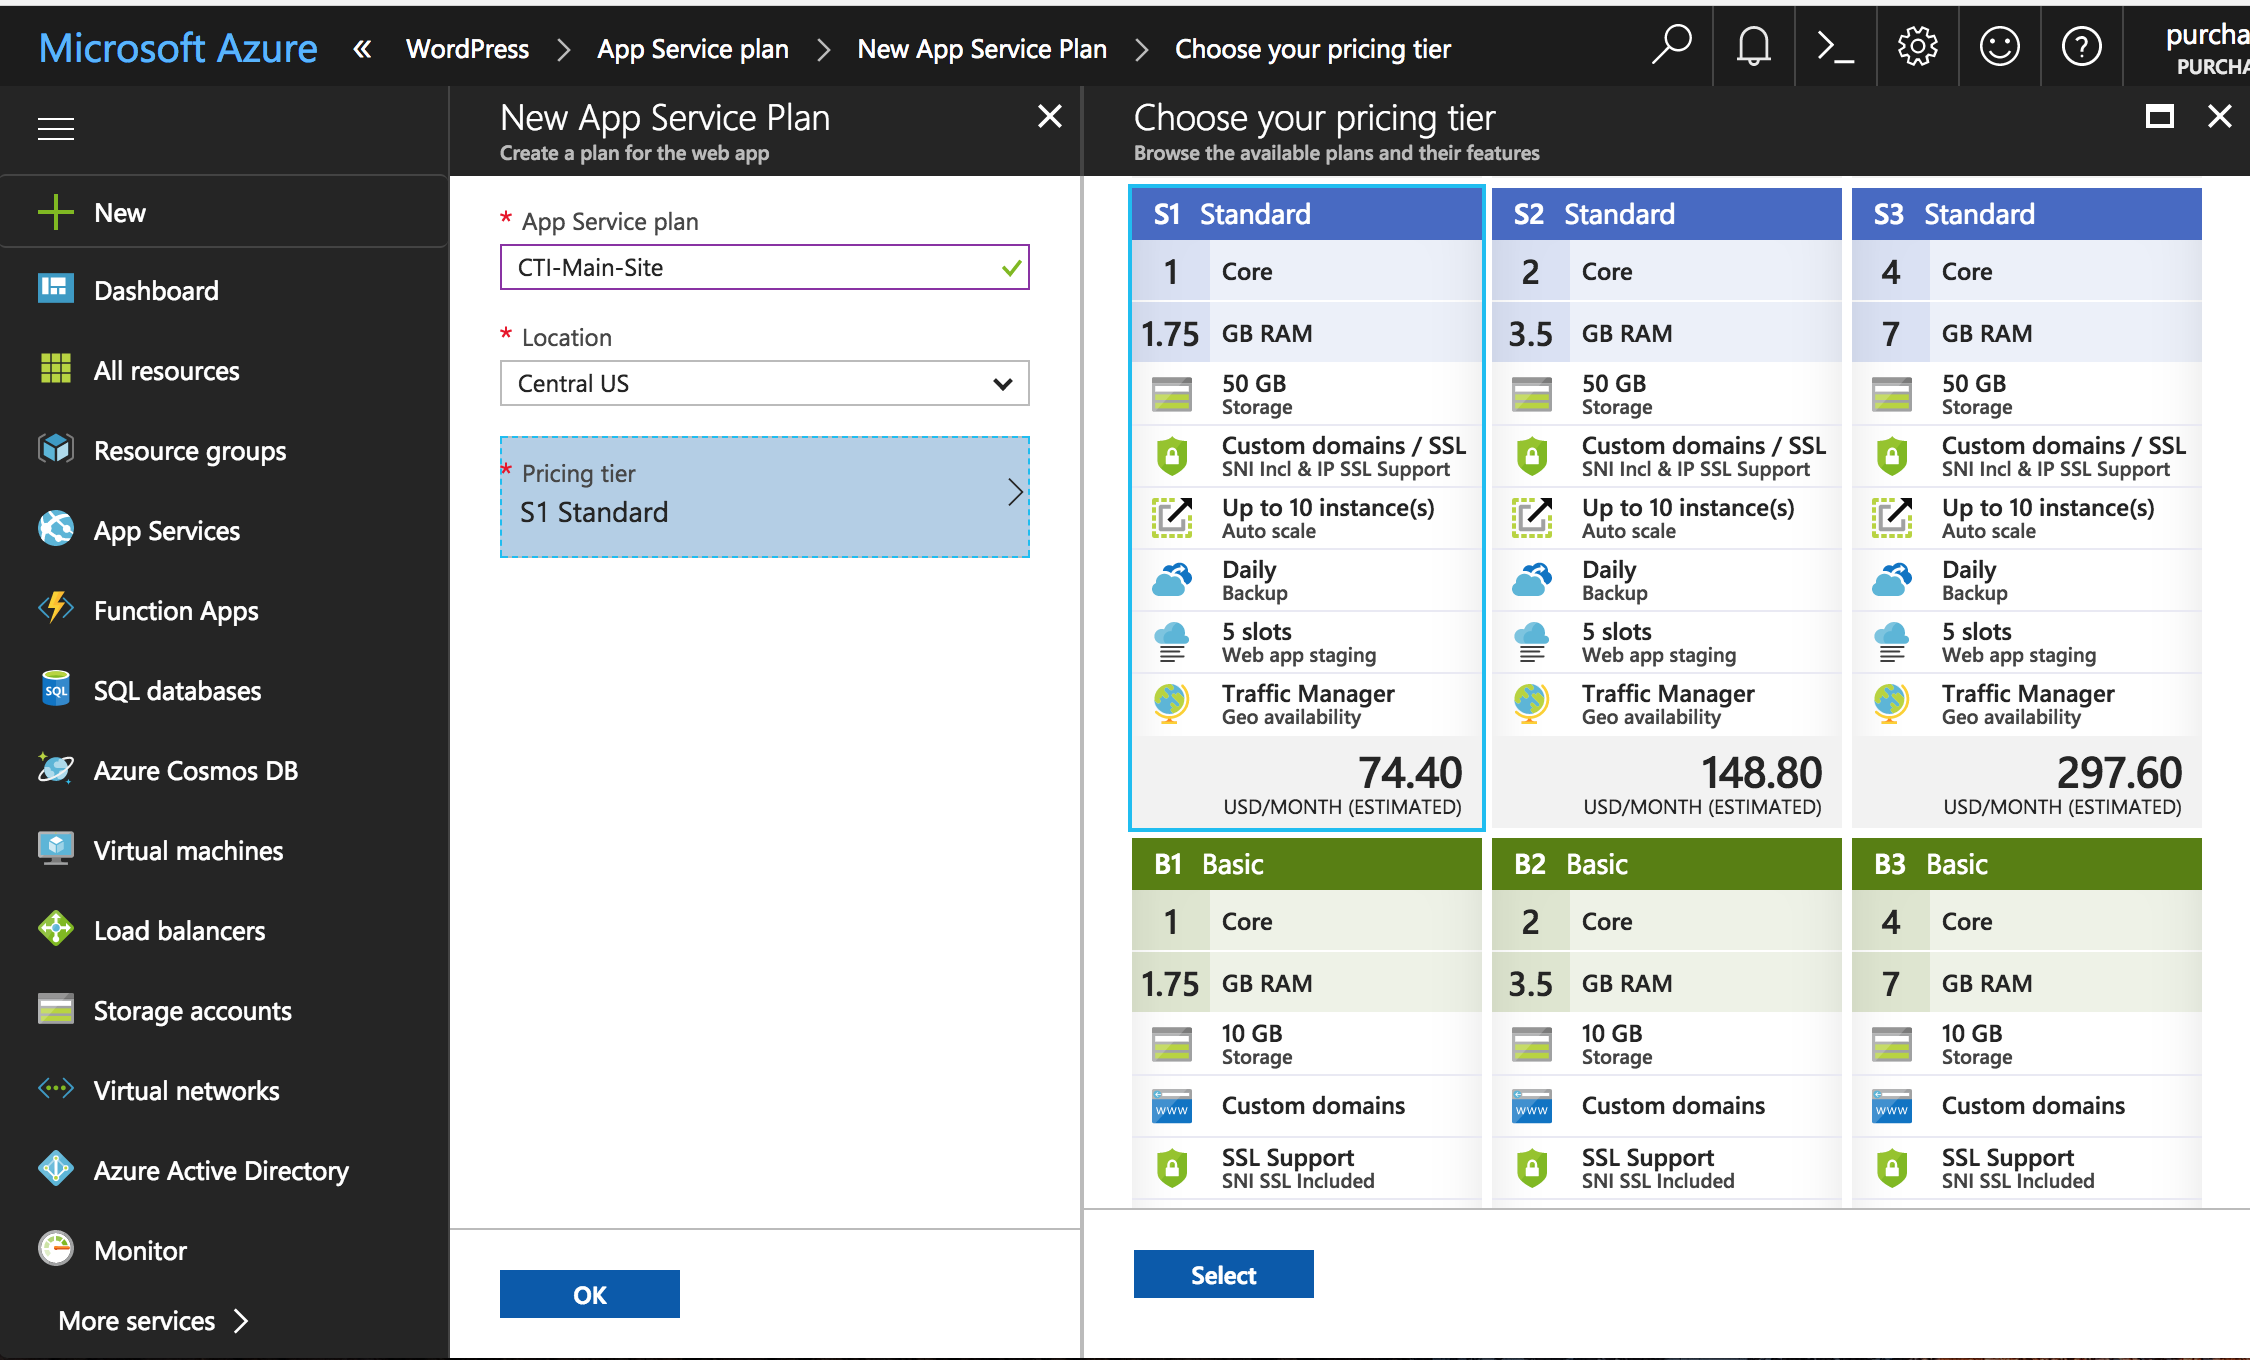 Microsoft Azure « WordPress > App Service plan > New App Service Plan > Choose your pricing tier
purcha
PURCHA
New
Dashboard
All resources
Resource groups
App Services
Function Apps
SQL databases
Azure Cosmos DB
Virtual machines
Load balancers
Storage accounts
Virtual networks
Azure Active Directory
Monitor
More services >
New App Service Plan
Create a plan for the web app
* App Service plan
CTI-Main-Site
* Location
Central US
* Pricing tier
S1 Standard
OK
Choose your pricing tier
Browse the available plans and their features
S1 Standard
1 Core
1.75 GB RAM
50 GB
Storage
Custom domains / SSL
SNI Incl & IP SSL Support
Up to 10 instance(s)
Auto scale
Daily
Backup
5 slots
Web app staging
Traffic Manager
Geo availability
74.40
USD/MONTH (ESTIMATED)
S2 Standard
2 Core
3.5 GB RAM
50 GB
Storage
Custom domains / SSL
SNI Incl & IP SSL Support
Up to 10 instance(s)
Auto scale
Daily
Backup
5 slots
Web app staging
Traffic Manager
Geo availability
148.80
USD/MONTH (ESTIMATED)
S3 Standard
4 Core
7 GB RAM
50 GB
Storage
Custom domains / SSL
SNI Incl & IP SSL Support
Up to 10 instance(s)
Auto scale
Daily
Backup
5 slots
Web app staging
Traffic Manager
Geo availability
297.60
USD/MONTH (ESTIMATED)
B1 Basic
1 Core
1.75 GB RAM
10 GB
Storage
www
Custom domains
SSL Support
SNI SSL Included
B2 Basic
2 Core
3.5 GB RAM
10 GB
Storage
www
Custom domains
SSL Support
SNI SSL Included
B3 Basic
4 Core
7 GB RAM
10 GB
Storage
www
Custom domains
SSL Support
SNI SSL Included
Select